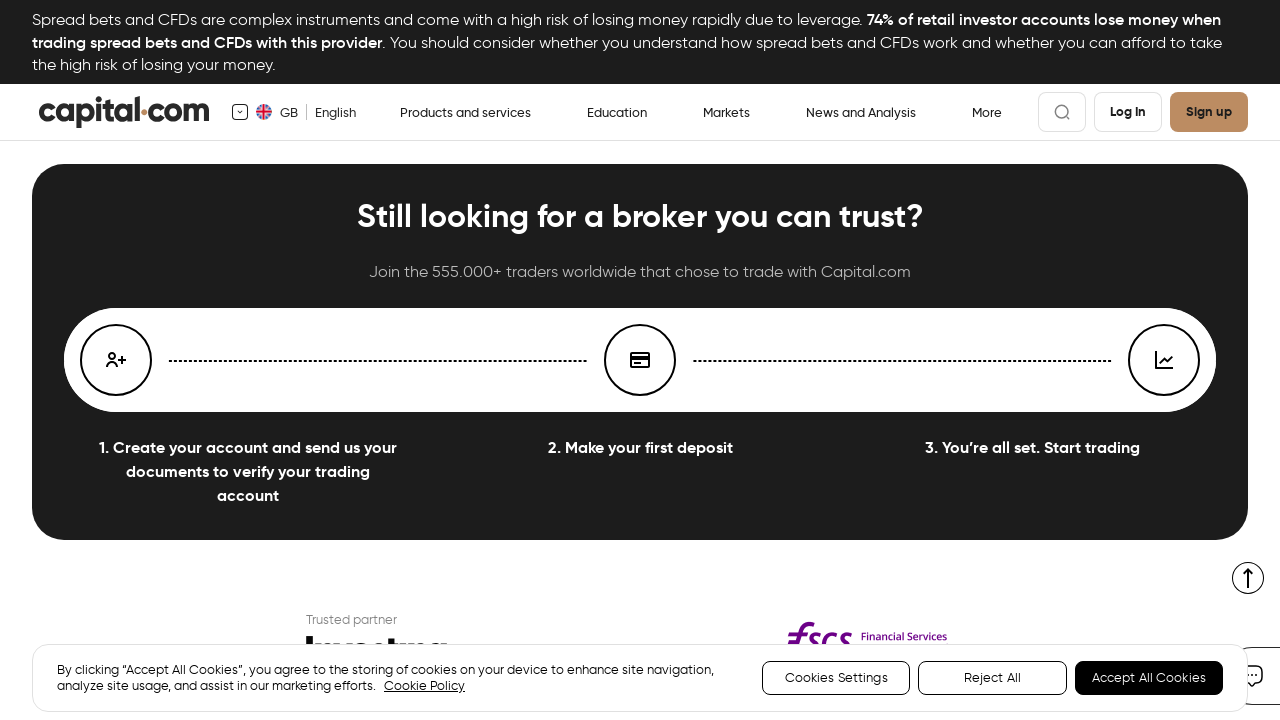 Spread bets and CFDs are complex instruments and come with a high risk of losing money rapidly due to leverage. 74% of retail investor accounts lose money when
trading spread bets and CFDs with this provider. You should consider whether you understand how spread bets and CFDs work and whether you can afford to take
the high risk of losing your money.
capital.com
GB
English
Products and services
Education
Markets
News and Analysis
More
Log In
Sign up
Still looking for a broker you can trust?
Join the 555.000+ traders worldwide that chose to trade with Capital.com
1. Create your account and send us your
documents to verify your trading
account
2. Make your first deposit
3. You’re all set. Start trading
Trusted partner
fscs
Financial Services
By clicking “Accept All Cookies”, you agree to the storing of cookies on your device to enhance site navigation,
analyze site usage, and assist in our marketing efforts. Cookie Policy
Cookies Settings
Reject All
Accept All Cookies